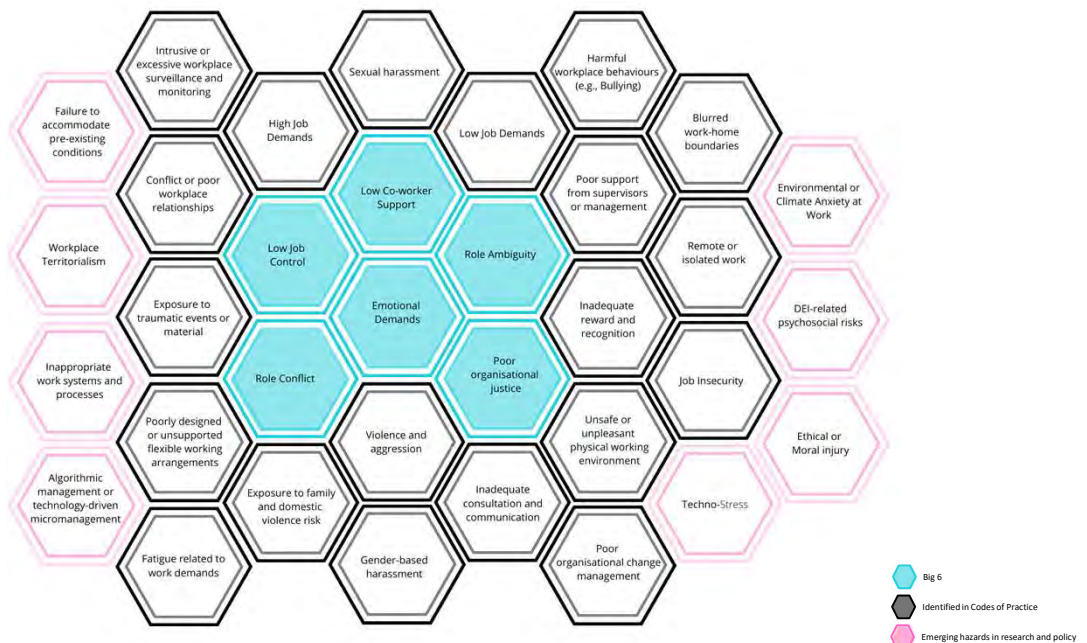 Intrusive or
excessive workplace
surveillance and
monitoring
Sexual harassment
Harmful
workplace behaviours
(e.g., Bullying)
Failure to
accommodate
pre-existing
conditions
High Job
Demands
Low Job Demands
Blurred
work-home
boundaries
Conflict or poor
workplace
relationships
Low Co-worker
Support
Poor support
from supervisors
or management
Environmental or
Climate Anxiety at
Work
Workplace
Territorialism
Low Job
Control
Role Ambiguity
Remote or
isolated work
Exposure to
traumatic events or
material
Emotional
Demands
Inadequate
reward and
recognition
DEI-related
psychosocial risks
Inappropriate
work systems and
processes
Role Conflict
Poor
organisational
justice
Job Insecurity
Poorly designed
or unsupported
flexible working
arrangements
Violence and
aggression
Unsafe or
unpleasant
physical working
environment
Ethical or
Moral injury
Algorithmic
management or
technology-driven
micromanagement
Exposure to family
and domestic
violence risk
Inadequate
consultation and
communication
Techno-Stress
Fatigue related to
work demands
Gender-based
harassment
Poor
organisational change
management
Big 6
Identified in Codes of Practice
Emerging hazards in research and policy